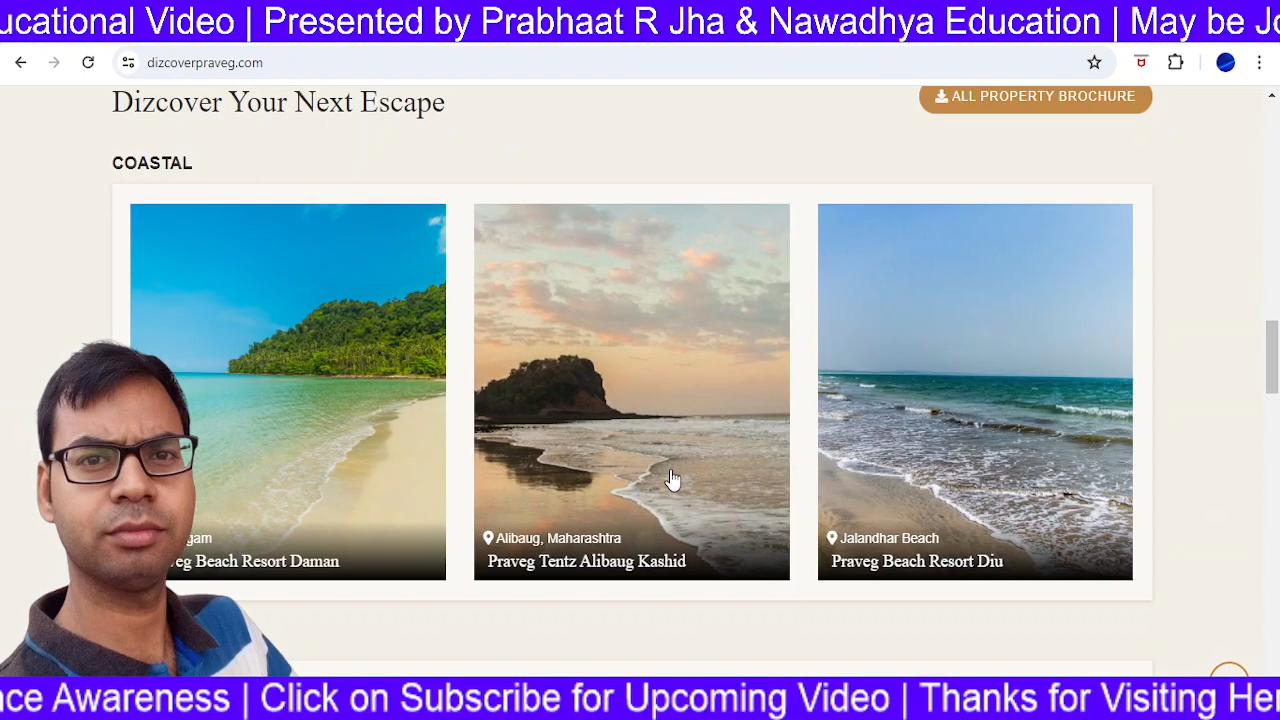 ucational Video | Presented by Prabhaat R Jha & Nawadhya Education | May be Jo
dizcoverpraveg.com
Dizcover Your Next Escape
ALL PROPERTY BROCHURE
COASTAL
gam
eg Beach Resort Daman
Alibaug, Maharashtra
Praveg Tentz Alibaug Kashid
Jalandhar Beach
Praveg Beach Resort Diu
nce Awareness | Click on Subscribe for Upcoming Video | Thanks for Visiting Her